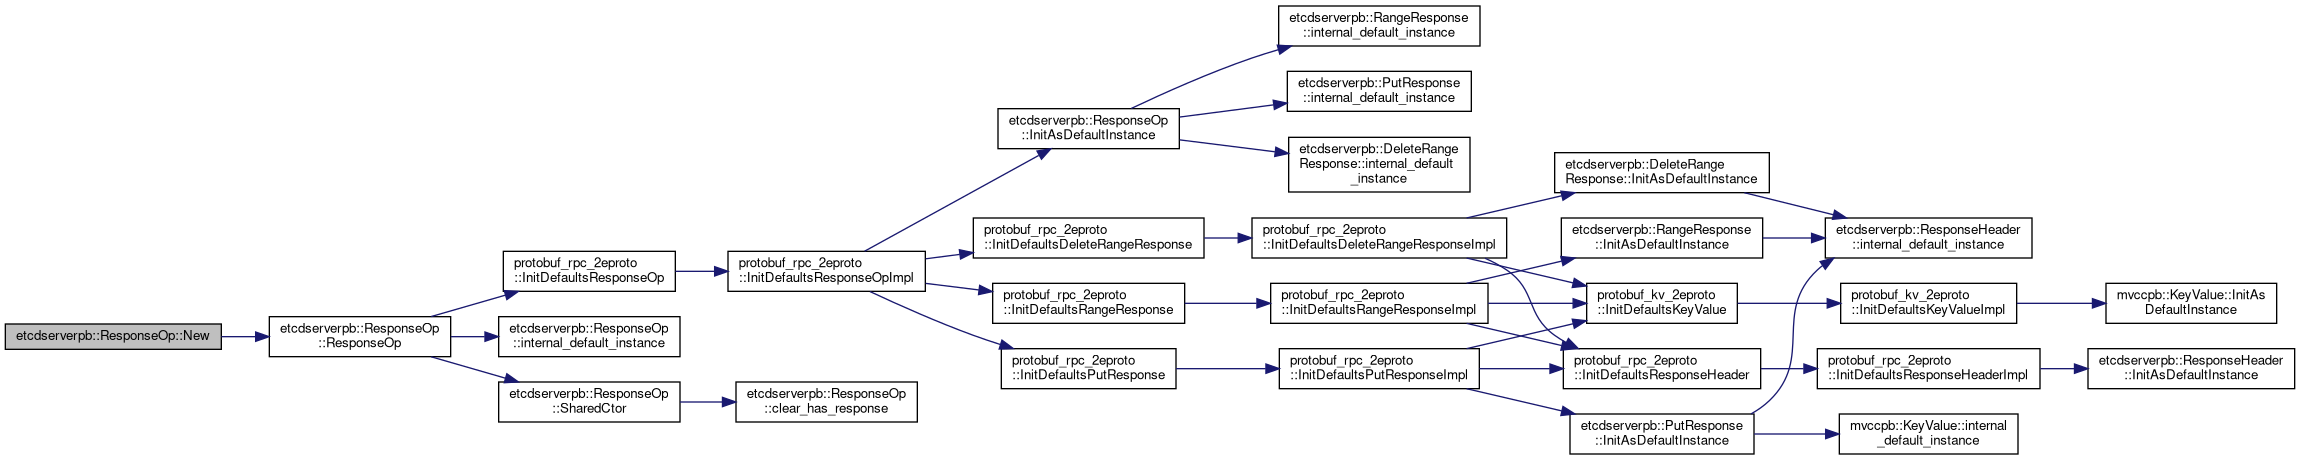 etcdserverpb::ResponseOp::New
etcdserverpb::ResponseOp
::ResponseOp
protobuf_rpc_2eproto
::InitDefaultsResponseOp
etcdserverpb::ResponseOp
::internal_default_instance
etcdserverpb::ResponseOp
::SharedCtor
protobuf_rpc_2eproto
::InitDefaultsResponseOpImpl
etcdserverpb::ResponseOp
::clear_has_response
etcdserverpb::ResponseOp
::InitAsDefaultInstance
protobuf_rpc_2eproto
::InitDefaultsDeleteRangeResponse
protobuf_rpc_2eproto
::InitDefaultsRangeResponse
protobuf_rpc_2eproto
::InitDefaultsPutResponse
etcdserverpb::RangeResponse
::internal_default_instance
etcdserverpb::PutResponse
::internal_default_instance
etcdserverpb::DeleteRange
Response::internal_default
_instance
protobuf_rpc_2eproto
::InitDefaultsDeleteRangeResponseImpl
protobuf_rpc_2eproto
::InitDefaultsRangeResponseImpl
protobuf_rpc_2eproto
::InitDefaultsPutResponseImpl
etcdserverpb::DeleteRange
Response::InitAsDefaultInstance
etcdserverpb::RangeResponse
::InitAsDefaultInstance
protobuf_kv_2eproto
::InitDefaultsKeyValue
protobuf_rpc_2eproto
::InitDefaultsResponseHeader
etcdserverpb::PutResponse
::InitAsDefaultInstance
etcdserverpb::ResponseHeader
::internal_default_instance
protobuf_kv_2eproto
::InitDefaultsKeyValueImpl
protobuf_rpc_2eproto
::InitDefaultsResponseHeaderImpl
mvccpb::KeyValue::internal
_default_instance
mvccpb::KeyValue::InitAs
DefaultInstance
etcdserverpb::ResponseHeader
::InitAsDefaultInstance